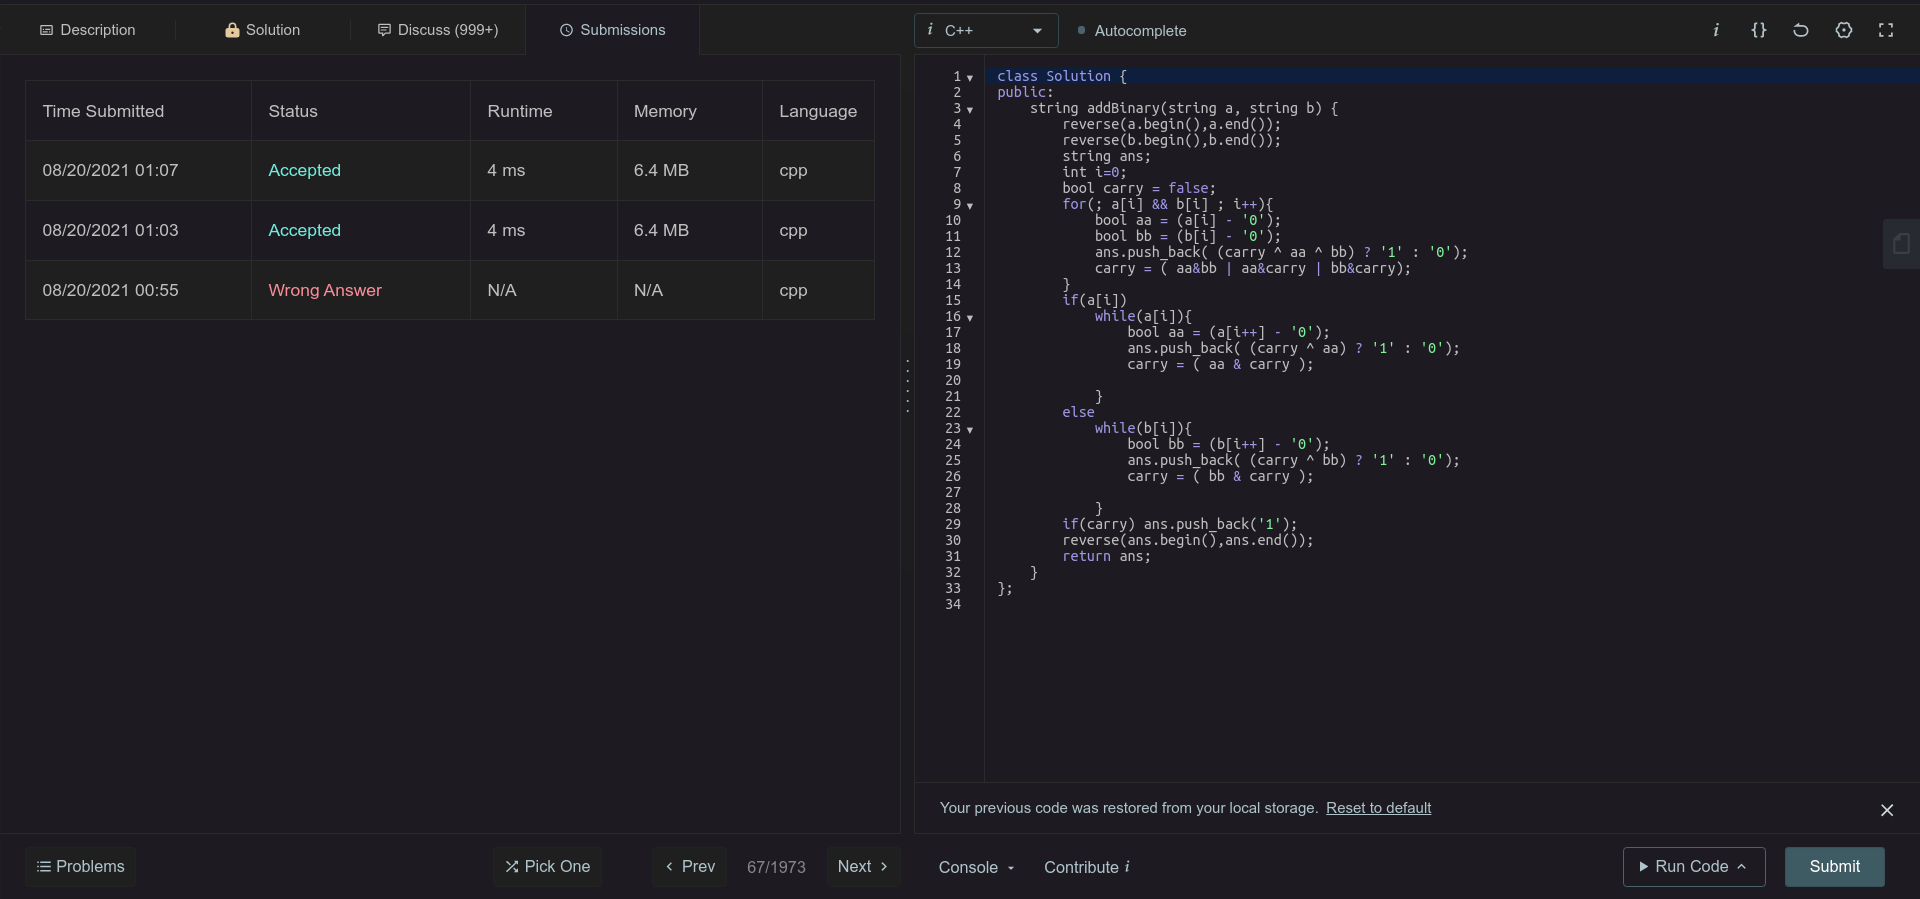 Description
Solution
Discuss (999+)
Submissions
Time Submitted Status Runtime Memory Language
08/20/2021 01:07 Accepted 4 ms 6.4 MB cpp
08/20/2021 01:03 Accepted 4 ms 6.4 MB cpp
08/20/2021 00:55 Wrong Answer N/A N/A cpp
Problems
Pick One
Prev
67/1973
Next
i C++
Autocomplete
i {}
1 class Solution {
2 public:
3     string addBinary(string a, string b) {
4         reverse(a.begin(),a.end());
5         reverse(b.begin(),b.end());
6         string ans;
7         int i=0;
8         bool carry = false;
9         for(; a[i] && b[i] ; i++){
10             bool aa = (a[i] - '0');
11             bool bb = (b[i] - '0');
12             ans.push_back( (carry ^ aa ^ bb) ? '1' : '0');
13             carry = ( aa&bb | aa&carry | bb&carry);
14         }
15         if(a[i])
16             while(a[i]){
17                 bool aa = (a[i++] - '0');
18                 ans.push_back( (carry ^ aa) ? '1' : '0');
19                 carry = ( aa & carry );
20
21             }
22         else
23             while(b[i]){
24                 bool bb = (b[i++] - '0');
25                 ans.push_back( (carry ^ bb) ? '1' : '0');
26                 carry = ( bb & carry );
27
28             }
29         if(carry) ans.push_back('1');
30         reverse(ans.begin(),ans.end());
31         return ans;
32     }
33 };
34
Your previous code was restored from your local storage. Reset to default
Console
Contribute i
Run Code
Submit